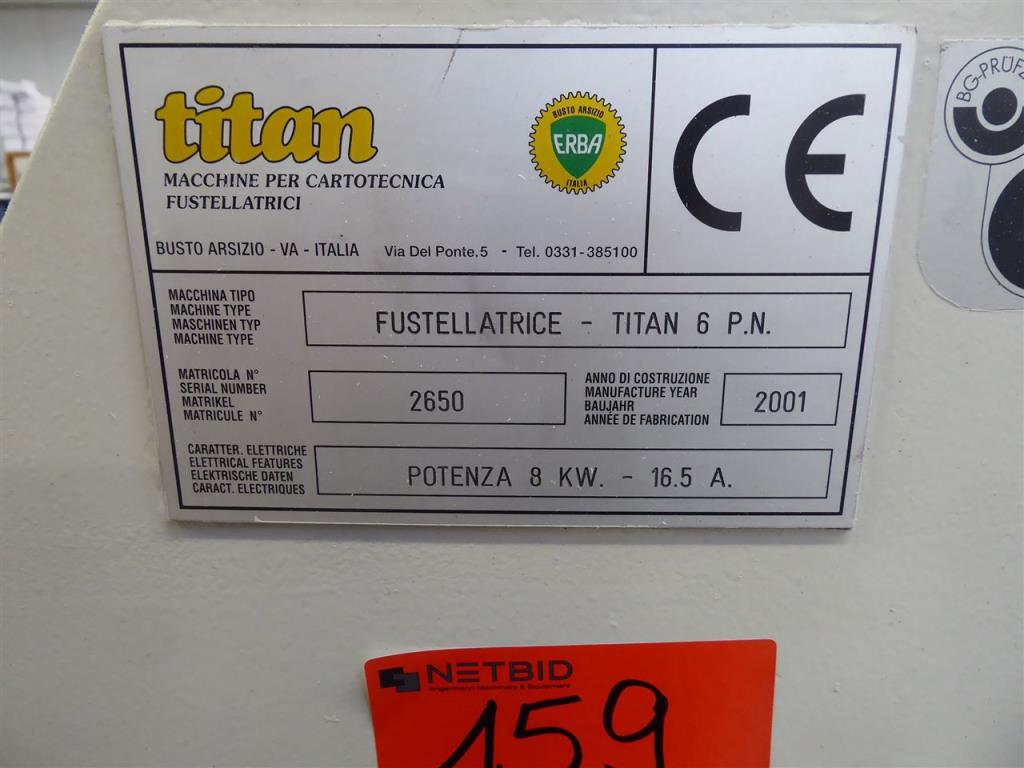 titan
MACCHINE PER CARTOTECNICA
FUSTELLATRICI
BUSTO ARSIZIO
ERBA
ITALIA
CE
BUSTO ARSIZIO - VA - ITALIA Via Del Ponte,5 - Tel. 0331-385100
MACCHINA TIPO
MACHINE TYPE
MASCHINEN TYP
MACHINE TYPE
FUSTELLATRICE - TITAN 6 P.N.
MATRICOLA N°
SERIAL NUMBER
MATRIKEL
MATRICULE N°
2650
ANNO DI COSTRUZIONE
MANUFACTURE YEAR
BAUJAHR
ANNÉE DE FABRICATION
2001
CARATTER. ELETTRICHE
ELETTRICAL FEATURES
ELEKTRISCHE DATEN
CARACT. ELECTRIQUES
POTENZA 8 KW. - 16.5 A.
NETBID
Angermann Machinery & Equipment
159